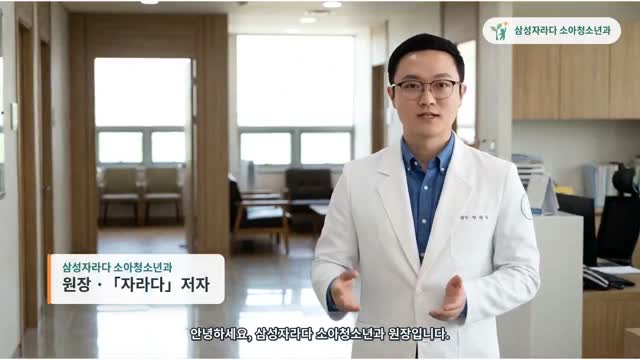 삼성자라다 소아청소년과
삼성자라다 소아청소년과
원장 · 「자라다」 저자
안녕하세요, 삼성자라다 소아청소년과 원장입니다.